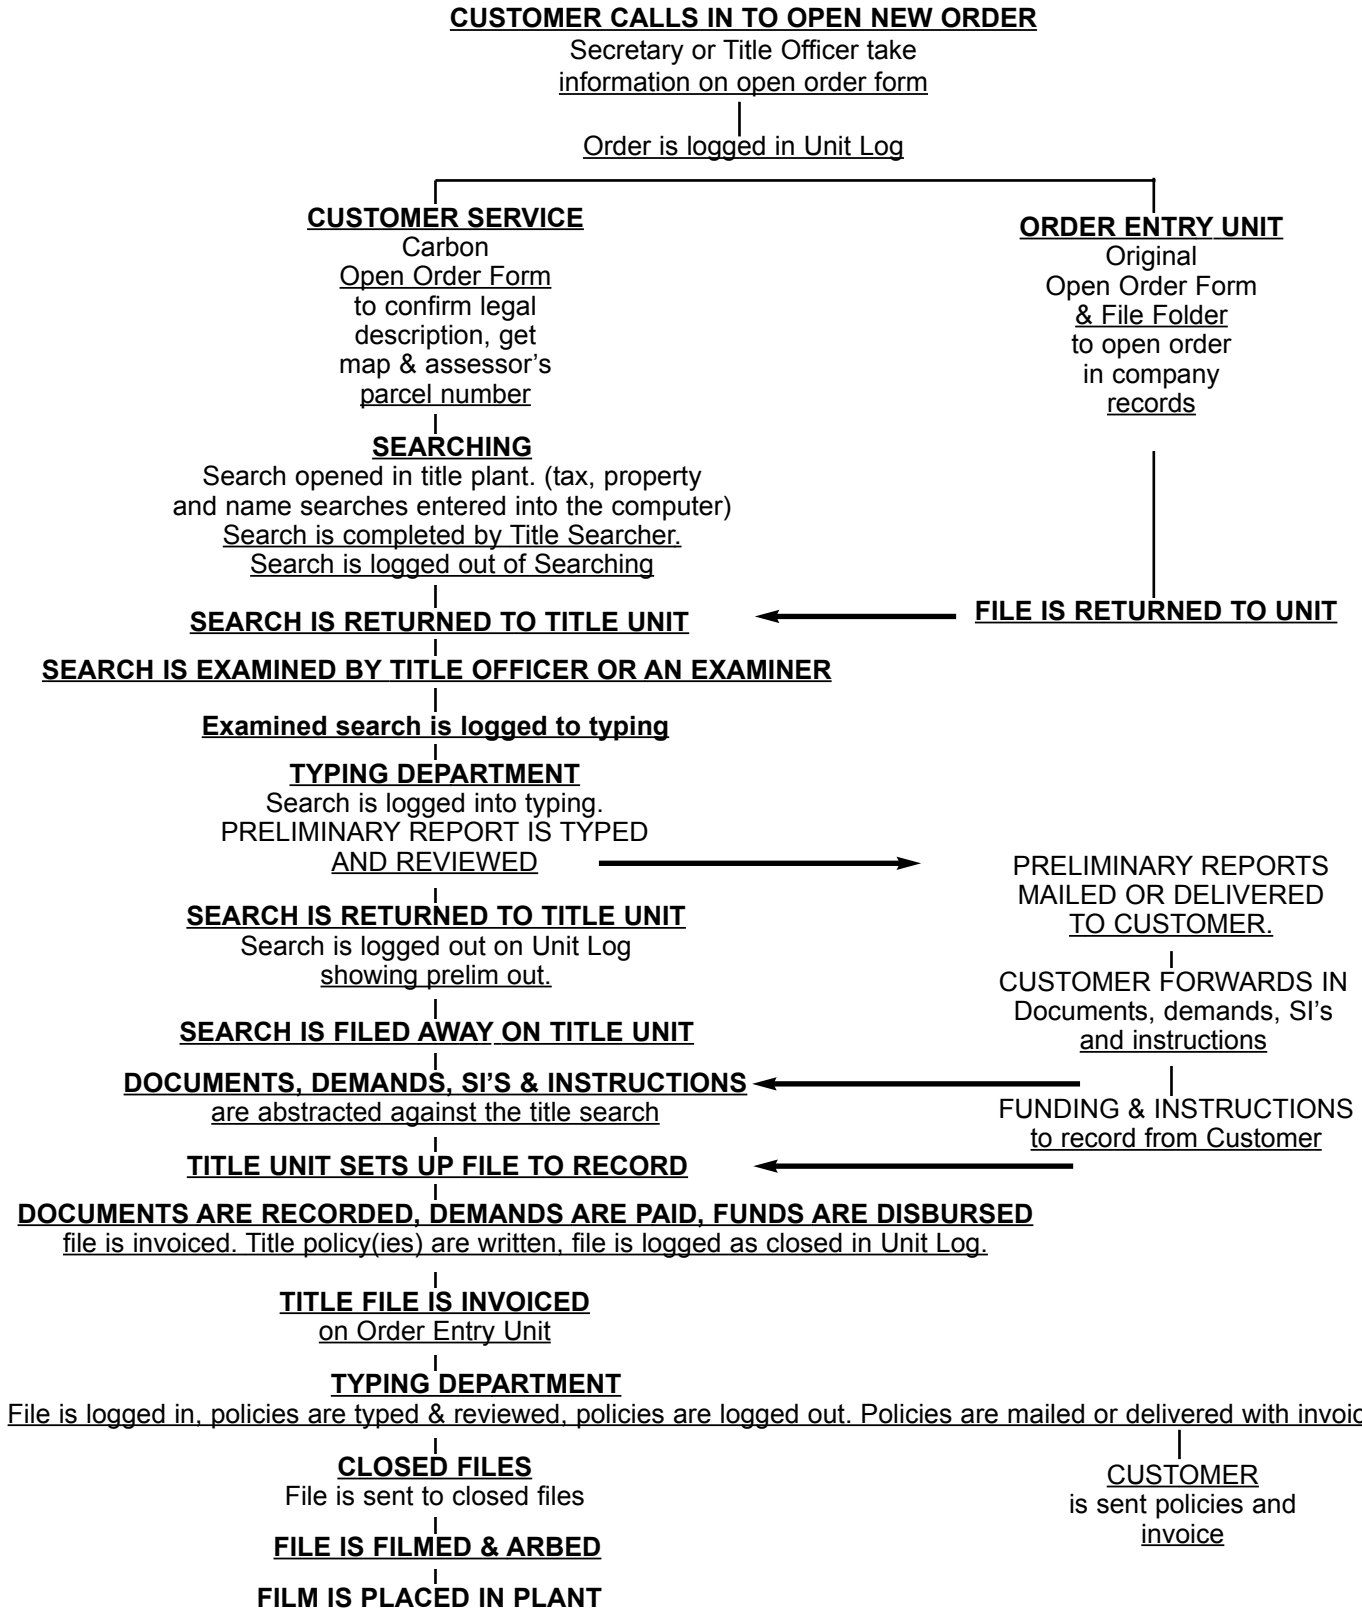 CUSTOMER CALLS IN TO OPEN NEW ORDER
Secretary or Title Officer take
information on open order form
Order is logged in Unit Log
CUSTOMER SERVICE
Carbon
Open Order Form
to confirm legal
description, get
map & assessor’s
parcel number
ORDER ENTRY UNIT
Original
Open Order Form
& File Folder
to open order
in company
records
SEARCHING
Search opened in title plant. (tax, property
and name searches entered into the computer)
Search is completed by Title Searcher.
Search is logged out of Searching
SEARCH IS RETURNED TO TITLE UNIT
FILE IS RETURNED TO UNIT
SEARCH IS EXAMINED BY TITLE OFFICER OR AN EXAMINER
Examined search is logged to typing
TYPING DEPARTMENT
Search is logged into typing.
PRELIMINARY REPORT IS TYPED
AND REVIEWED
PRELIMINARY REPORTS
MAILED OR DELIVERED
TO CUSTOMER.
SEARCH IS RETURNED TO TITLE UNIT
Search is logged out on Unit Log
showing prelim out.
CUSTOMER FORWARDS IN
Documents, demands, SI’s
and instructions
SEARCH IS FILED AWAY ON TITLE UNIT
DOCUMENTS, DEMANDS, SI’S & INSTRUCTIONS
are abstracted against the title search
FUNDING & INSTRUCTIONS
to record from Customer
TITLE UNIT SETS UP FILE TO RECORD
DOCUMENTS ARE RECORDED, DEMANDS ARE PAID, FUNDS ARE DISBURSED
file is invoiced. Title policy(ies) are written, file is logged as closed in Unit Log.
TITLE FILE IS INVOICED
on Order Entry Unit
TYPING DEPARTMENT
File is logged in, policies are typed & reviewed, policies are logged out. Policies are mailed or delivered with invoic
CLOSED FILES
File is sent to closed files
CUSTOMER
is sent policies and
invoice
FILE IS FILMED & ARBED
FILM IS PLACED IN PLANT